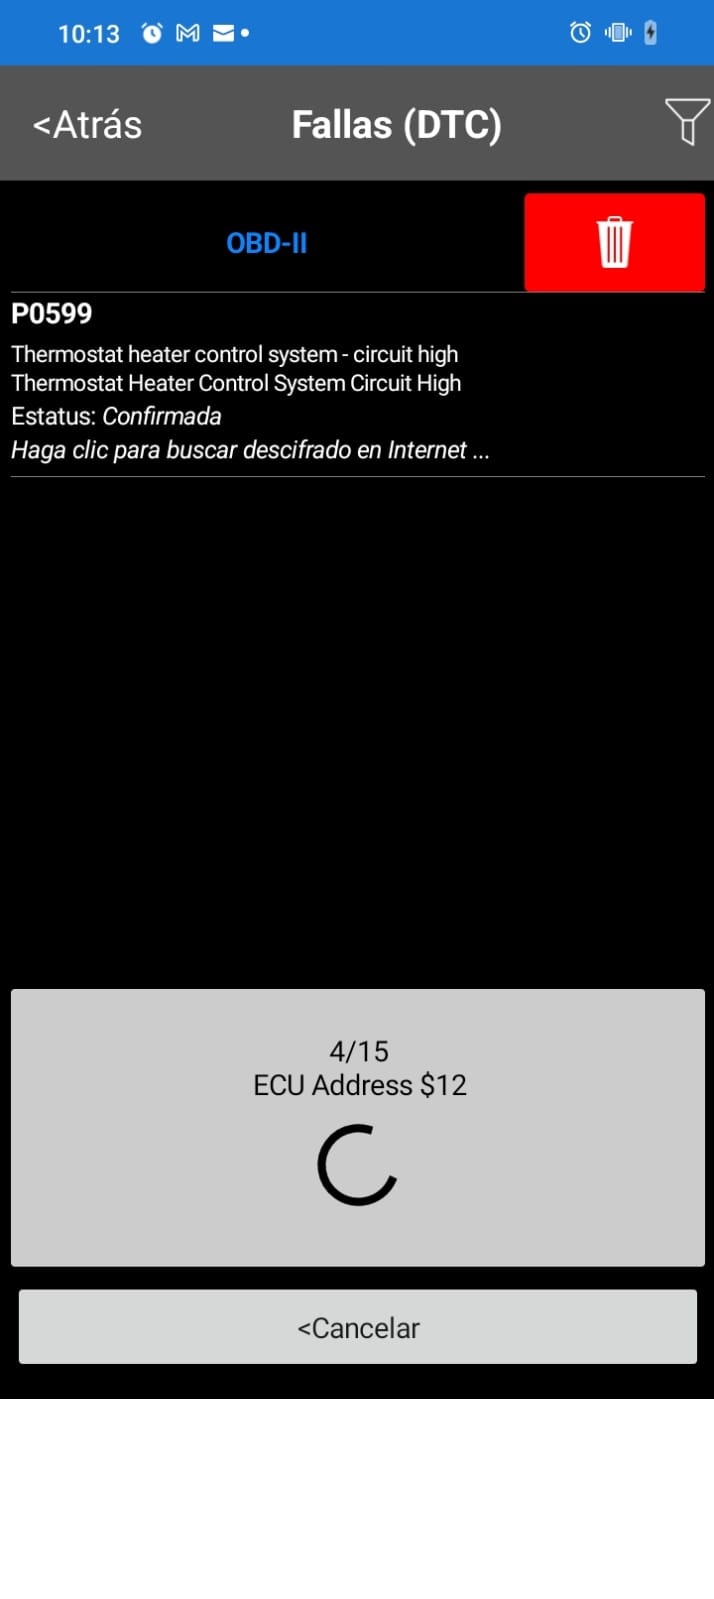 10:13
<Atrás
Fallas (DTC)
OBD-II
P0599
Thermostat heater control system - circuit high
Thermostat Heater Control System Circuit High
Estatus: Confirmada
Haga clic para buscar descifrado en Internet ...
4/15
ECU Address $12
<Cancelar